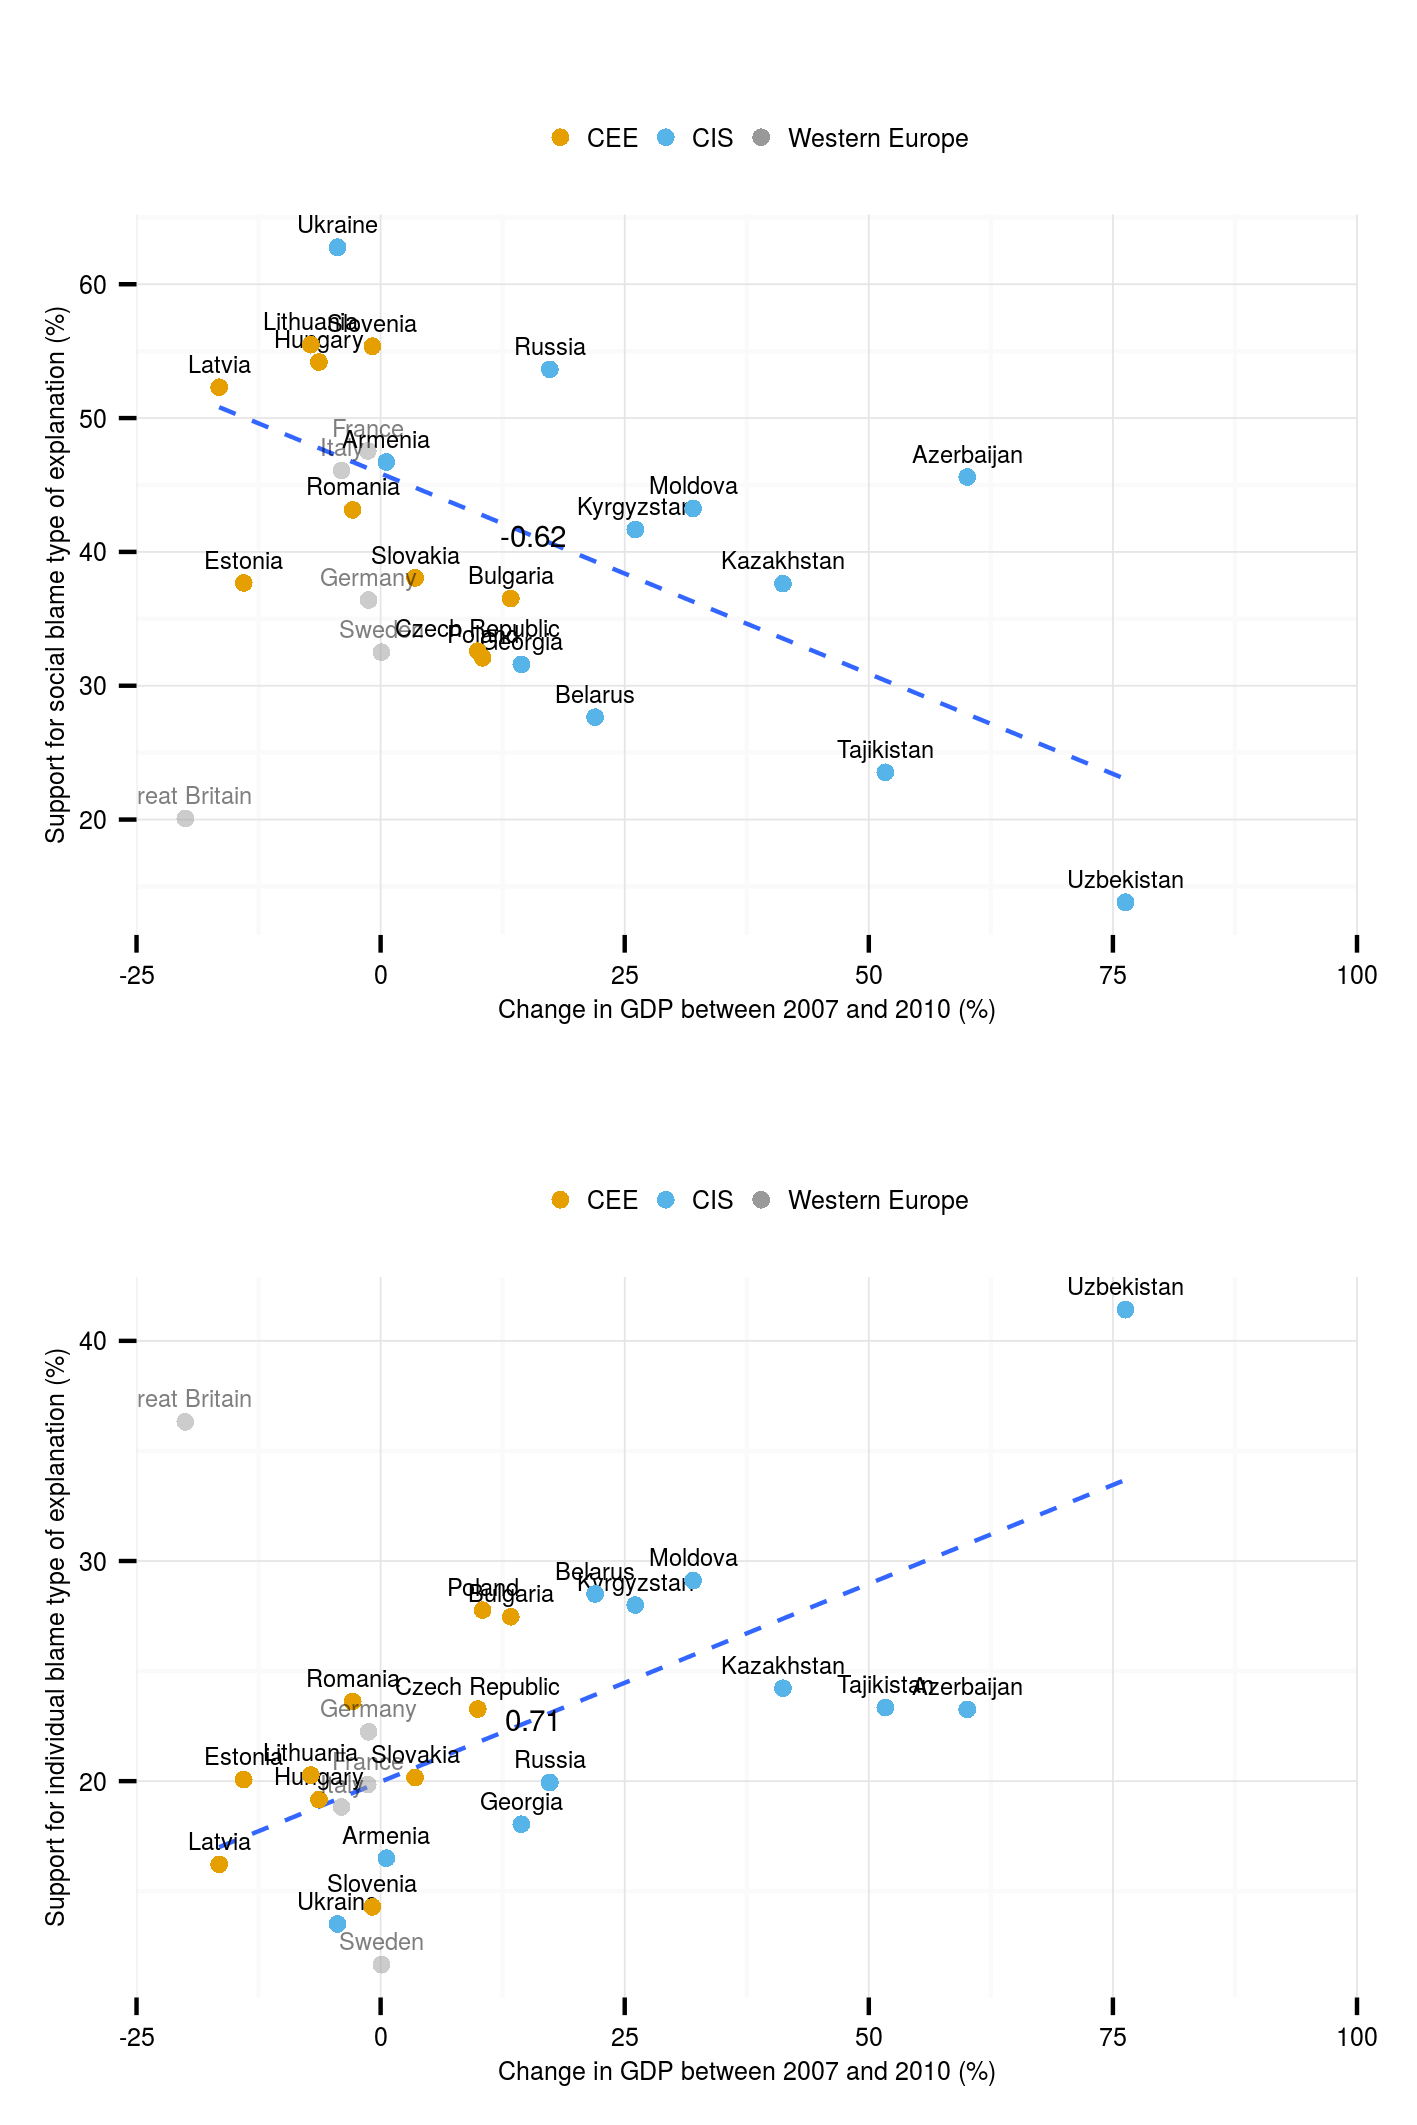 CEE CIS Western Europe
Ukraine
60
Lithuania Slovenia
Hungary
Russia
Latvia
50
France
Armenia
Italy
Azerbaijan
Romania
Moldova
Kyrgyzstan
-0.62
40
Estonia
Slovakia
Kazakhstan
Germany
Bulgaria
Sweden
Czech Republic
Poland
Georgia
30
Belarus
Tajikistan
reat Britain
20
Uzbekistan
Support for social blame type of explanation (%)
-25 0 25 50 75 100
Change in GDP between 2007 and 2010 (%)
CEE CIS Western Europe
Uzbekistan
40
reat Britain
30
Moldova
Belarus
Kyrgyzstan
Poland
Bulgaria
Romania
Czech Republic
Kazakhstan
Tajikistan
Azerbaijan
Germany
0.71
Estonia
Lithuania
France
Slovakia
Russia
20
Hungary
Italy
Georgia
Latvia
Armenia
Slovenia
Ukraine
Sweden
Support for individual blame type of explanation (%)
-25 0 25 50 75 100
Change in GDP between 2007 and 2010 (%)